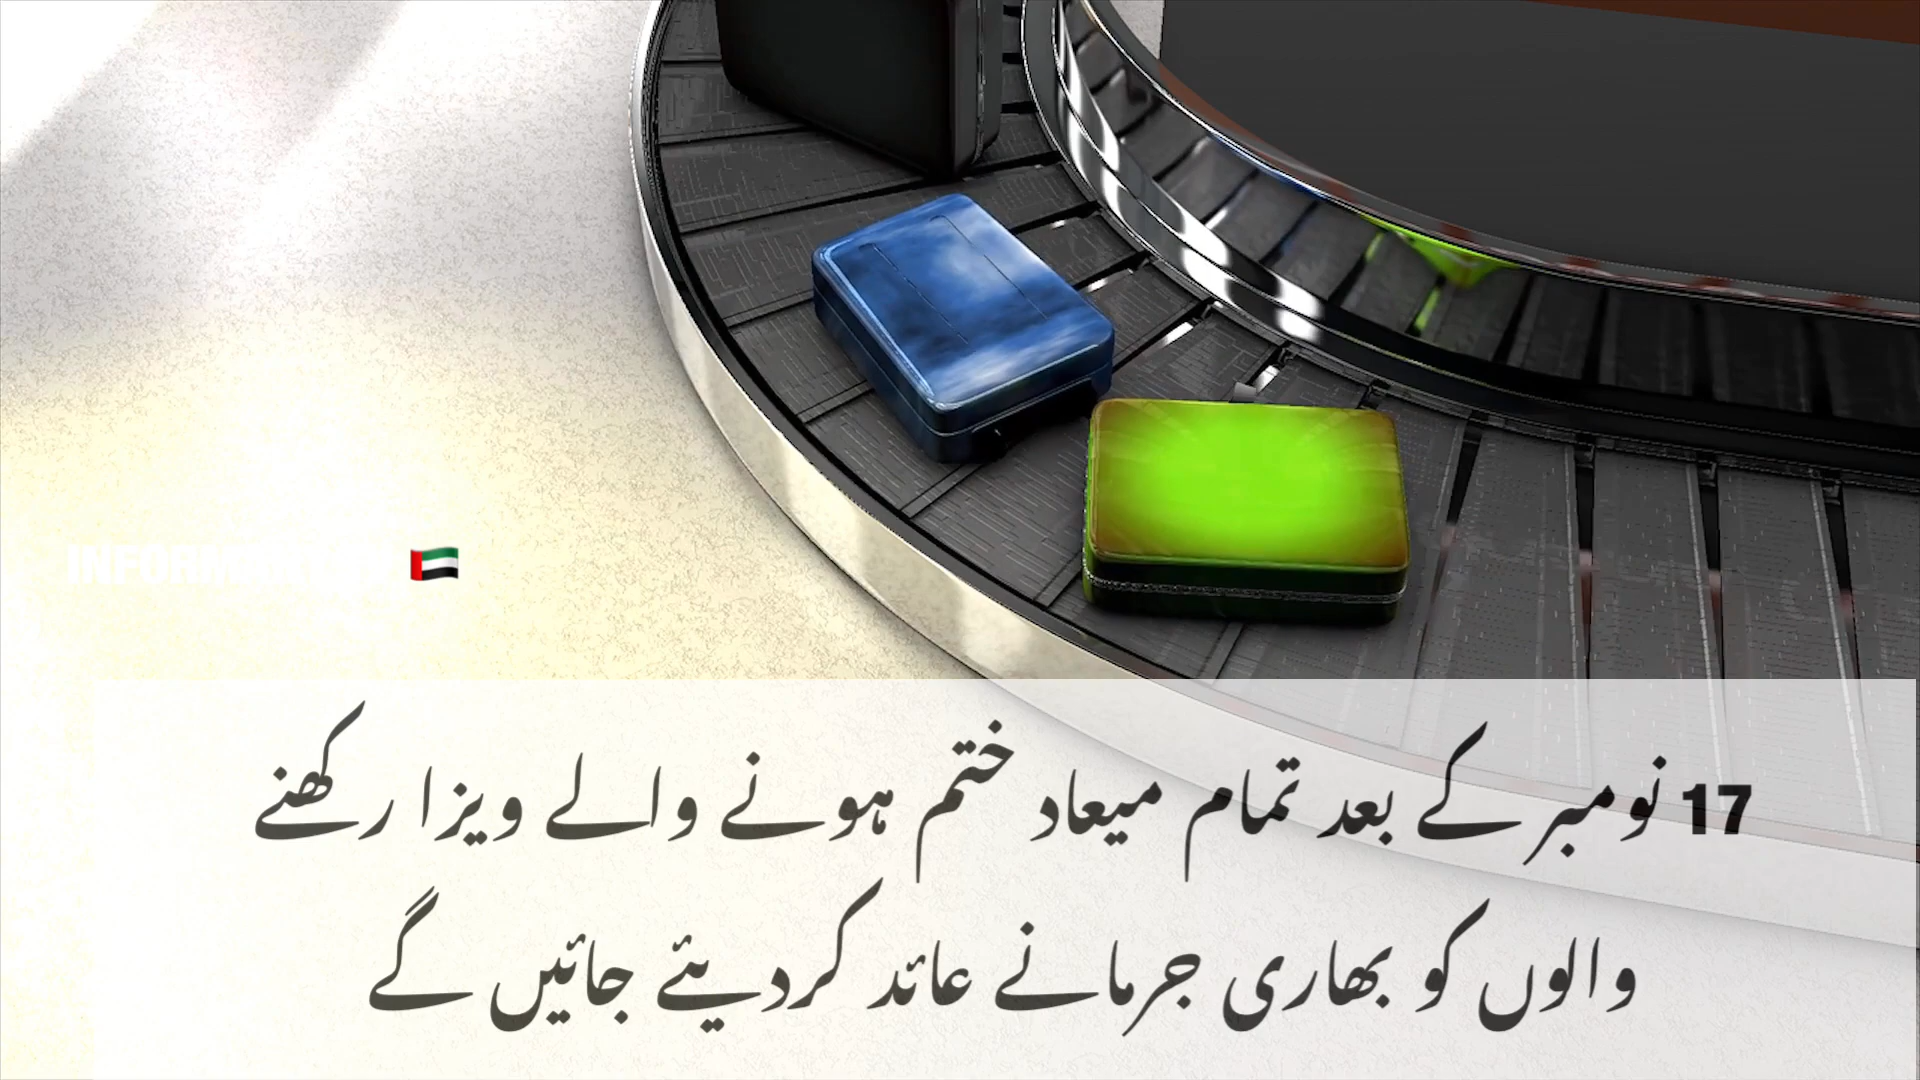 17 نومبر کے بعد تمام میعاد ختم ہونے والے ویزا رکھنے
والوں کو بھاری جرمانے عائد کردیئے جائیں گے